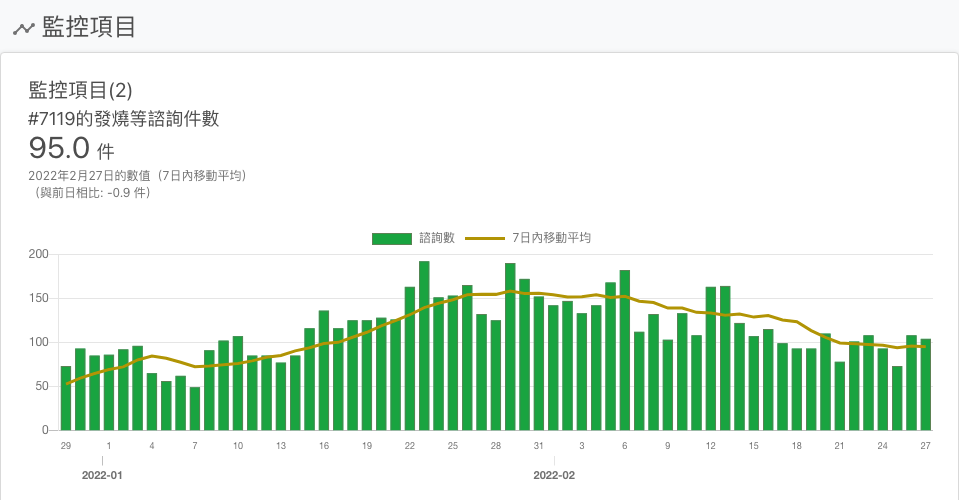 監控項目
監控項目(2)
#7119的發燒等諮詢件數
95.0 件
2022年2月27日的數值（7日內移動平均）
（與前日相比: -0.9 件）
諮詢數 7日內移動平均
200
150
100
50
0
29 1 4 7 10 13 16 19 22 25 28 31 3 6 9 12 15 18 21 24 27
2022-01 2022-02